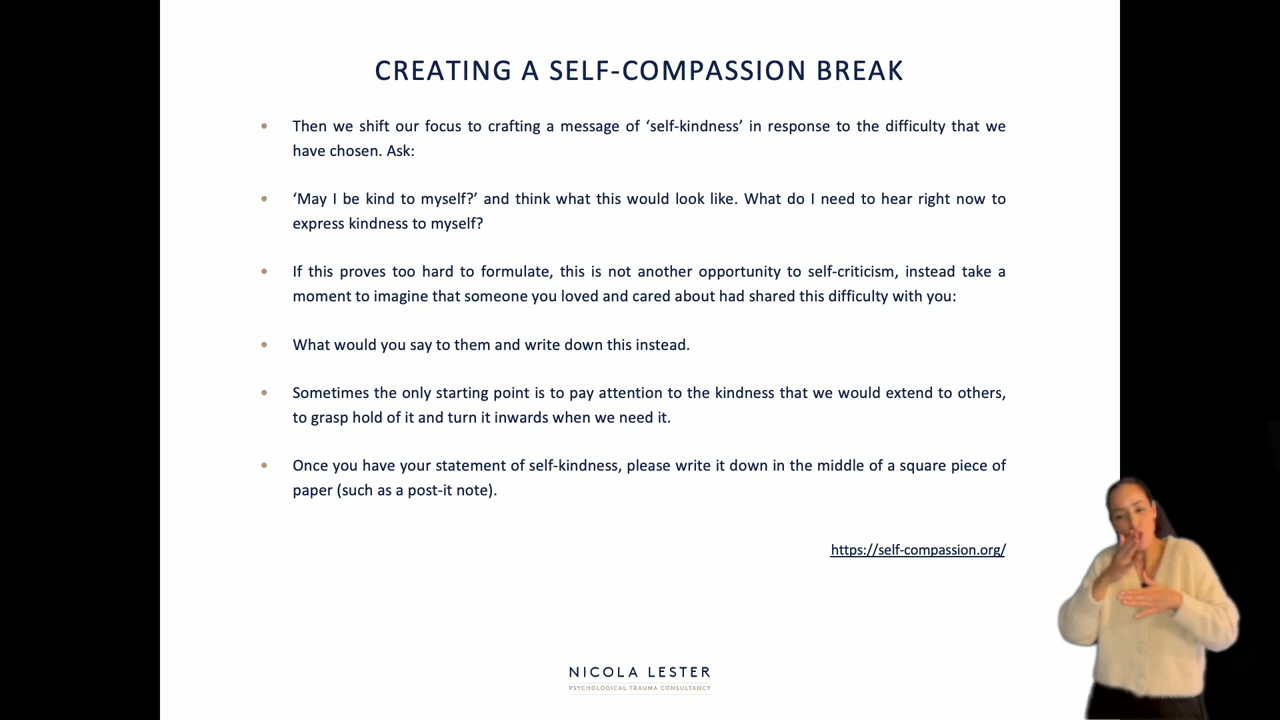 CREATING A SELF-COMPASSION BREAK
• Then we shift our focus to crafting a message of ‘self-kindness’ in response to the difficulty that we
have chosen. Ask:
• ‘May I be kind to myself?’ and think what this would look like. What do I need to hear right now to
express kindness to myself?
• If this proves too hard to formulate, this is not another opportunity to self-criticism, instead take a
moment to imagine that someone you loved and cared about had shared this difficulty with you:
• What would you say to them and write down this instead.
• Sometimes the only starting point is to pay attention to the kindness that we would extend to others,
to grasp hold of it and turn it inwards when we need it.
• Once you have your statement of self-kindness, please write it down in the middle of a square piece of
paper (such as a post-it note).
https://self-compassion.org/
NICOLA LESTER
PSYCHOLOGICAL TRAUMA CONSULTANCY